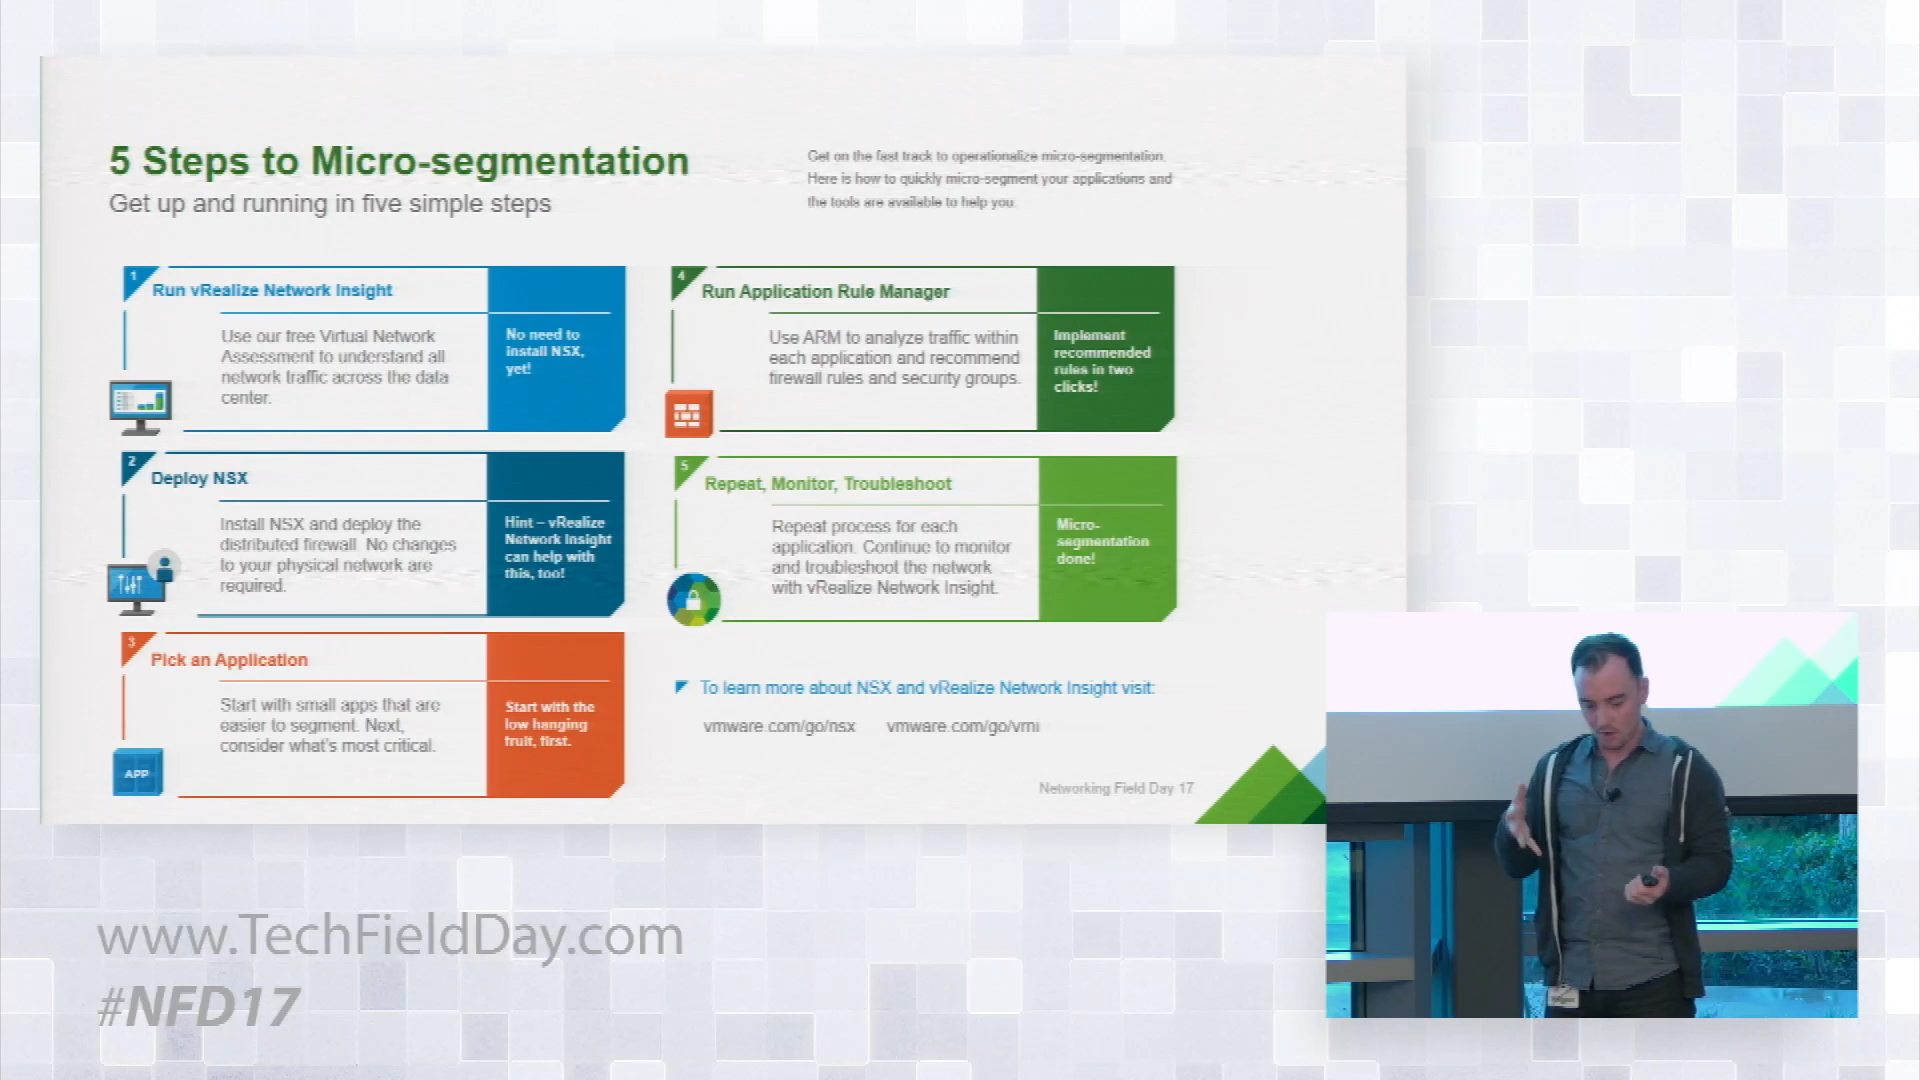 5 Steps to Micro-segmentation
Get up and running in five simple steps
Get on the fast track to operationalize micro-segmentation.
Here is how to quickly micro-segment your applications and
the tools are available to help you.
1
Run vRealize Network Insight
Use our free Virtual Network
Assessment to understand all
network traffic across the data
center.
No need to
install NSX,
yet!
2
Deploy NSX
Install NSX and deploy the
distributed firewall. No changes
to your physical network are
required.
Hint – vRealize
Network Insight
can help with
this, too!
3
Pick an Application
Start with small apps that are
easier to segment. Next,
consider what's most critical.
APP
Start with the
low hanging
fruit, first.
4
Run Application Rule Manager
Use ARM to analyze traffic within
each application and recommend
firewall rules and security groups.
Implement
recommended
rules in two
clicks!
5
Repeat, Monitor, Troubleshoot
Repeat process for each
application. Continue to monitor
and troubleshoot the network
with vRealize Network Insight.
Micro-
segmentation
done!
To learn more about NSX and vRealize Network Insight visit:
vmware.com/go/nsx vmware.com/go/vrni
Networking Field Day 17
www.TechFieldDay.com
#NFD17